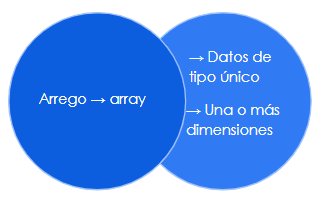 Arrego → array
→ Datos de
tipo único
→ Una o más
dimensiones